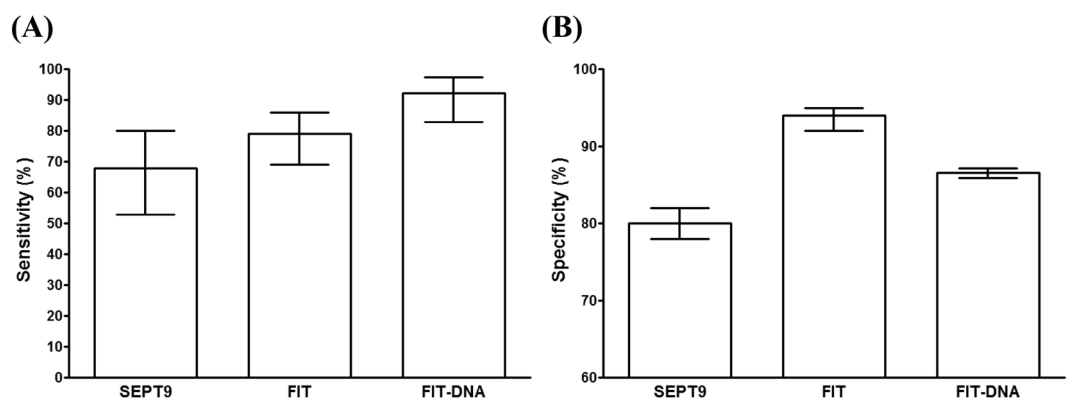 (A)
Sensitivity (%)
100
90
80
70
60
50
40
30
20
10
0
SEPT9 FIT FIT-DNA
(B)
Specificity (%)
100
90
80
70
60
SEPT9 FIT FIT-DNA